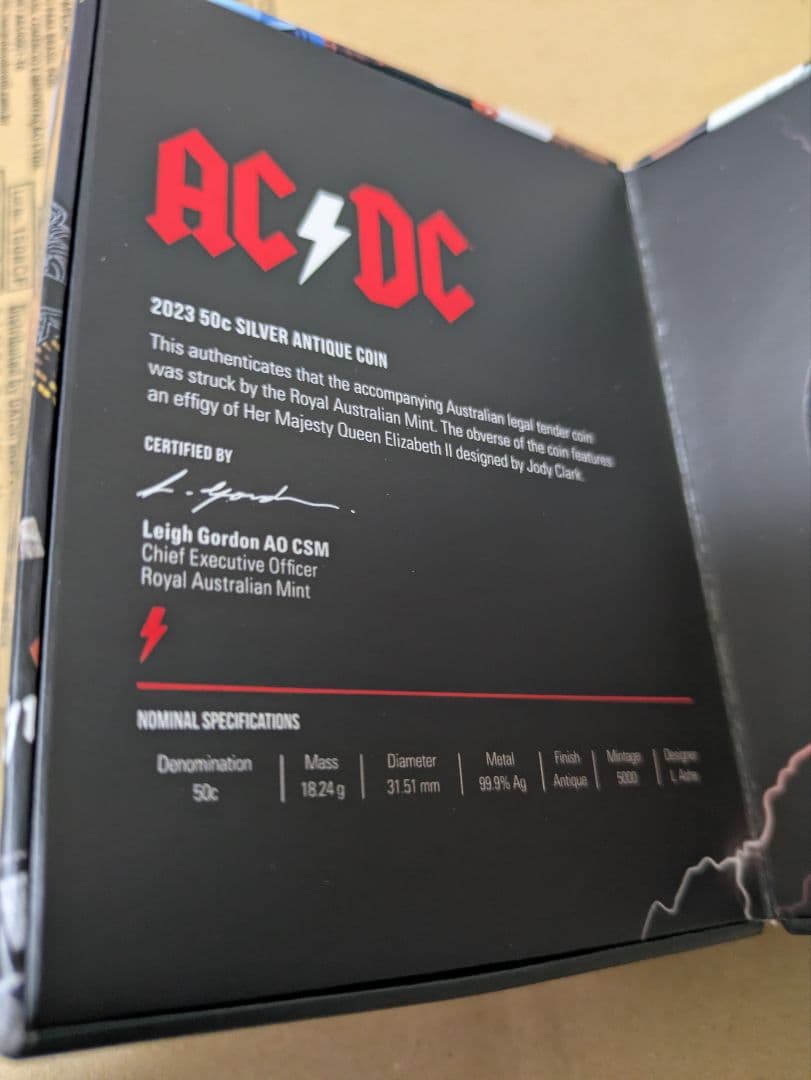 AC⚡DC
2023 50c SILVER ANTIQUE COIN
This authenticates that the accompanying Australian legal tender coin
was struck by the Royal Australian Mint. The obverse of the coin features
an effigy of Her Majesty Queen Elizabeth II designed by Jody Clark.
CERTIFIED BY
L. Gordon
Leigh Gordon AO CSM
Chief Executive Officer
Royal Australian Mint
NOMINAL SPECIFICATIONS
Denomination | Mass | Diameter | Metal | Finish | Mintage | Designer
50c | 18.24 g | 31.51 mm | 99.9% Ag | Antique | 5000 | L.